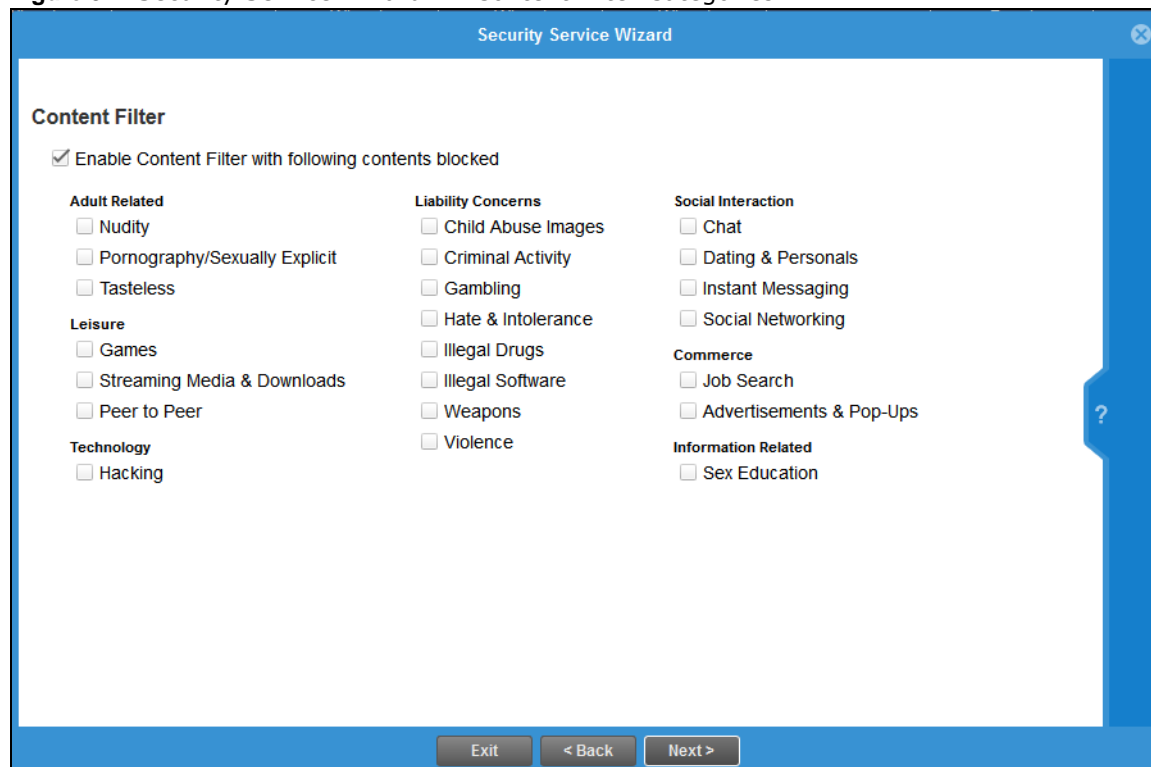 Security Service Wizard
Content Filter
Enable Content Filter with following contents blocked
Adult Related
Nudity
Pornography/Sexually Explicit
Tasteless
Leisure
Games
Streaming Media & Downloads
Peer to Peer
Technology
Hacking
Liability Concerns
Child Abuse Images
Criminal Activity
Gambling
Hate & Intolerance
Illegal Drugs
Illegal Software
Weapons
Violence
Social Interaction
Chat
Dating & Personals
Instant Messaging
Social Networking
Commerce
Job Search
Advertisements & Pop-Ups
Information Related
Sex Education
?
Exit
< Back
Next >